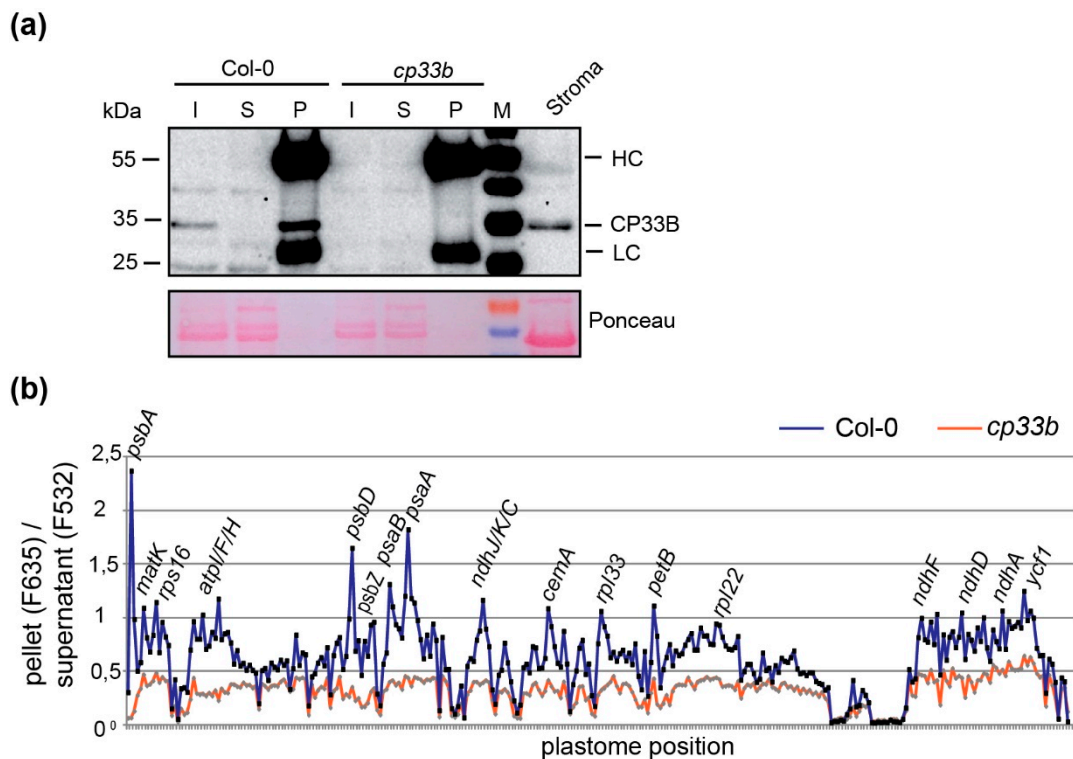 (a)
Col-0 cp33b
kDa I S P I S P M Stroma
55 HC
35 CP33B
LC
25
Ponceau
(b)
Col-0 cp33b
pellet (F635) /
supernatant (F532)
2,5
2
1,5
1
0,5
0 0
psbA
matK
rps16
atpI/F/H
psbD
psbZ
psaB
psaA
ndhJ/K/C
cemA
rpl33
petB
rpl22
ndhF
ndhD
ndhA
ycf1
plastome position